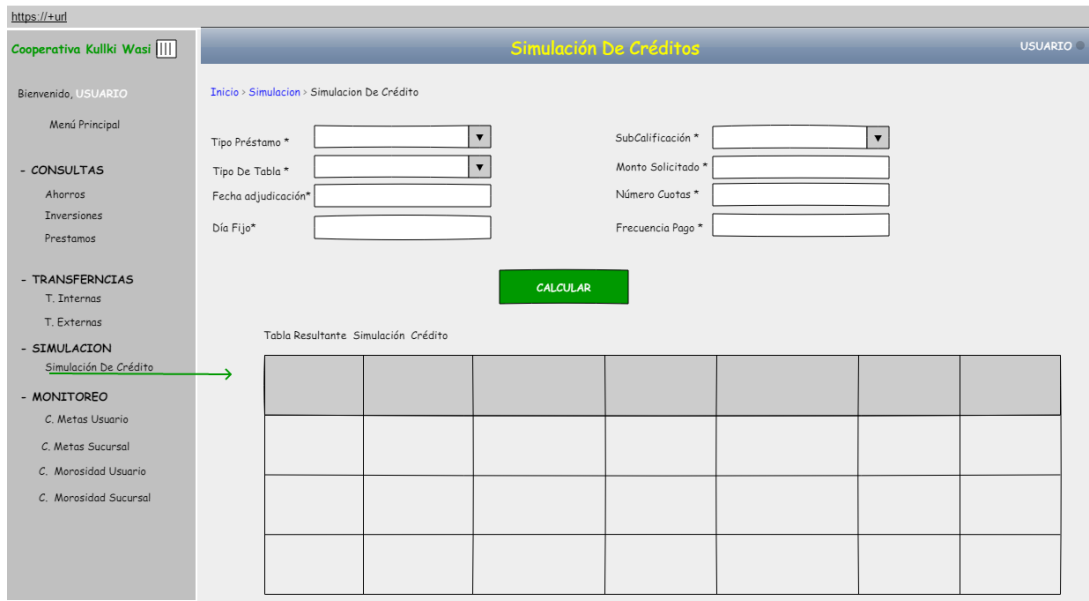 https://+url
Cooperativa Kullki Wasi
Simulación De Créditos
USUARIO
Bienvenido, USUARIO
Menú Principal
- CONSULTAS
Ahorros
Inversiones
Prestamos
- TRANSFERNCIAS
T. Internas
T. Externas
- SIMULACION
Simulación De Crédito
- MONITOREO
C. Metas Usuario
C. Metas Sucursal
C. Morosidad Usuario
C. Morosidad Sucursal
Inicio > Simulacion > Simulacion De Crédito
Tipo Préstamo *
SubCalificación *
Tipo De Tabla *
Monto Solicitado *
Fecha adjudicación*
Número Cuotas *
Día Fijo*
Frecuencia Pago *
CALCULAR
Tabla Resultante Simulación Crédito